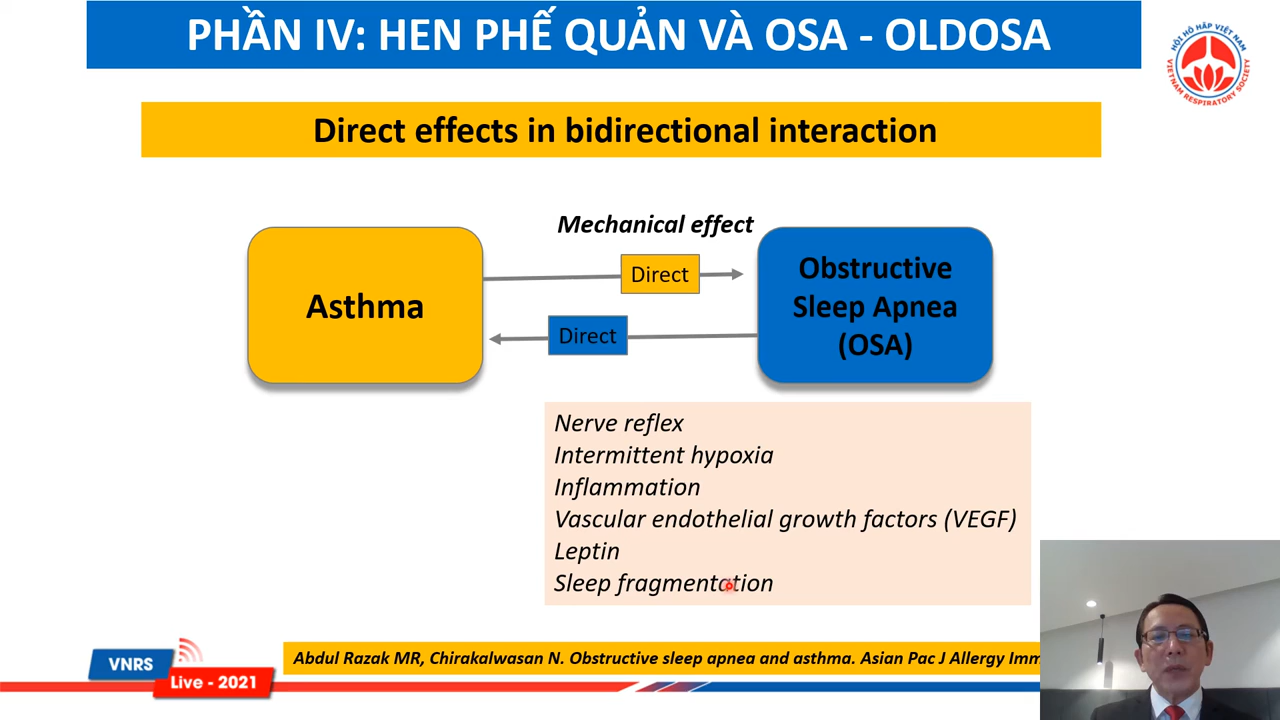 PHẦN IV: HEN PHẾ QUẢN VÀ OSA - OLDOSA
HỘI HÔ HẤP VIỆT NAM
VIETNAM RESPIRATORY SOCIETY
Direct effects in bidirectional interaction
Mechanical effect
Asthma
Direct
Direct
Obstructive
Sleep Apnea
(OSA)
Nerve reflex
Intermittent hypoxia
Inflammation
Vascular endothelial growth factors (VEGF)
Leptin
Sleep fragmentation
Abdul Razak MR, Chirakalwasan N. Obstructive sleep apnea and asthma. Asian Pac J Allergy Imm
VNRS
Live - 2021